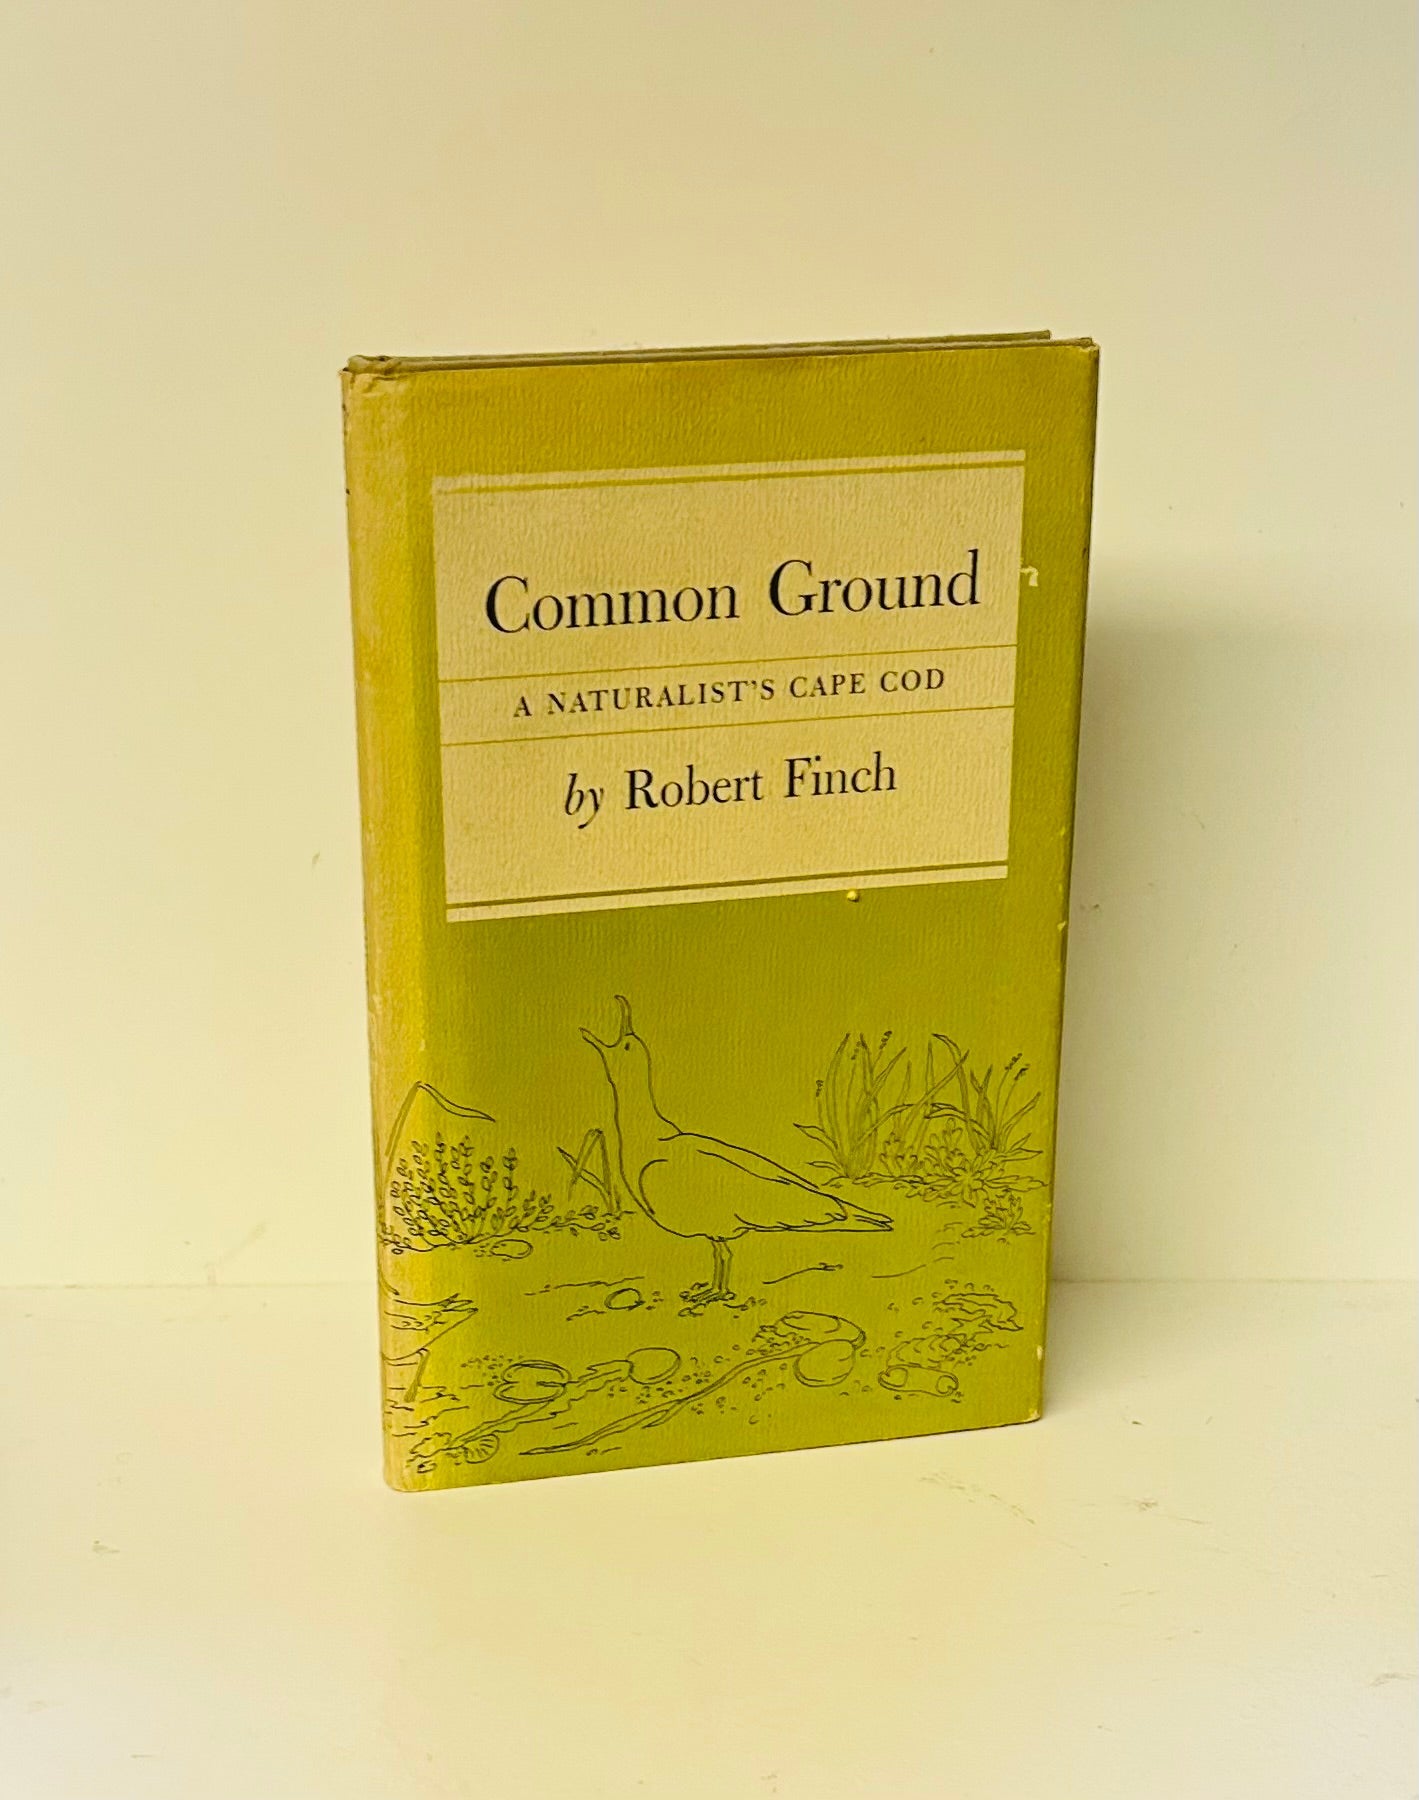 Common Ground
A NATURALIST'S CAPE COD
by Robert Finch